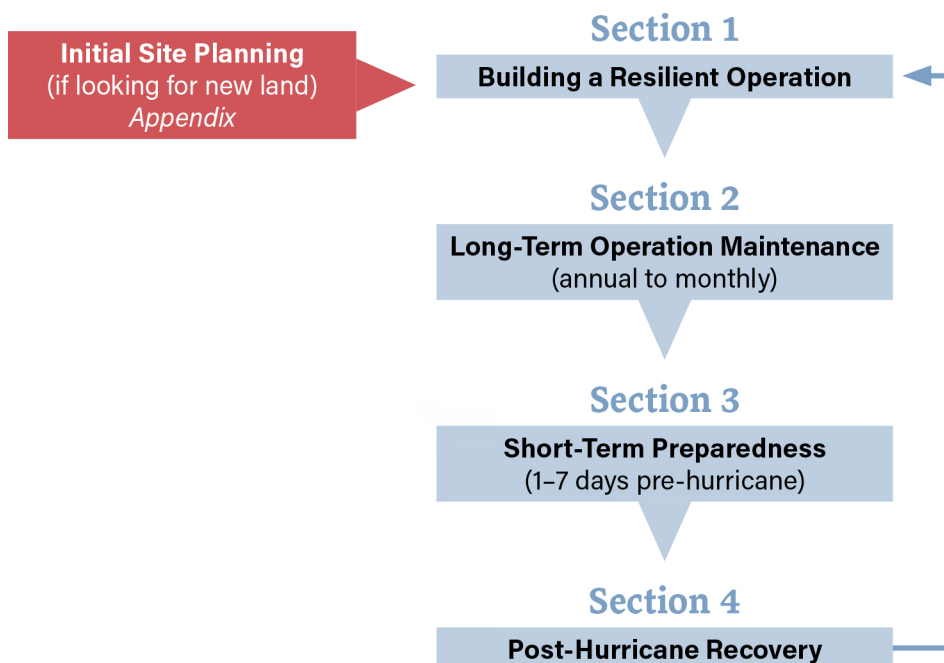 Initial Site Planning
(if looking for new land)
Appendix
Section 1
Building a Resilient Operation
Section 2
Long-Term Operation Maintenance
(annual to monthly)
Section 3
Short-Term Preparedness
(1–7 days pre-hurricane)
Section 4
Post-Hurricane Recovery